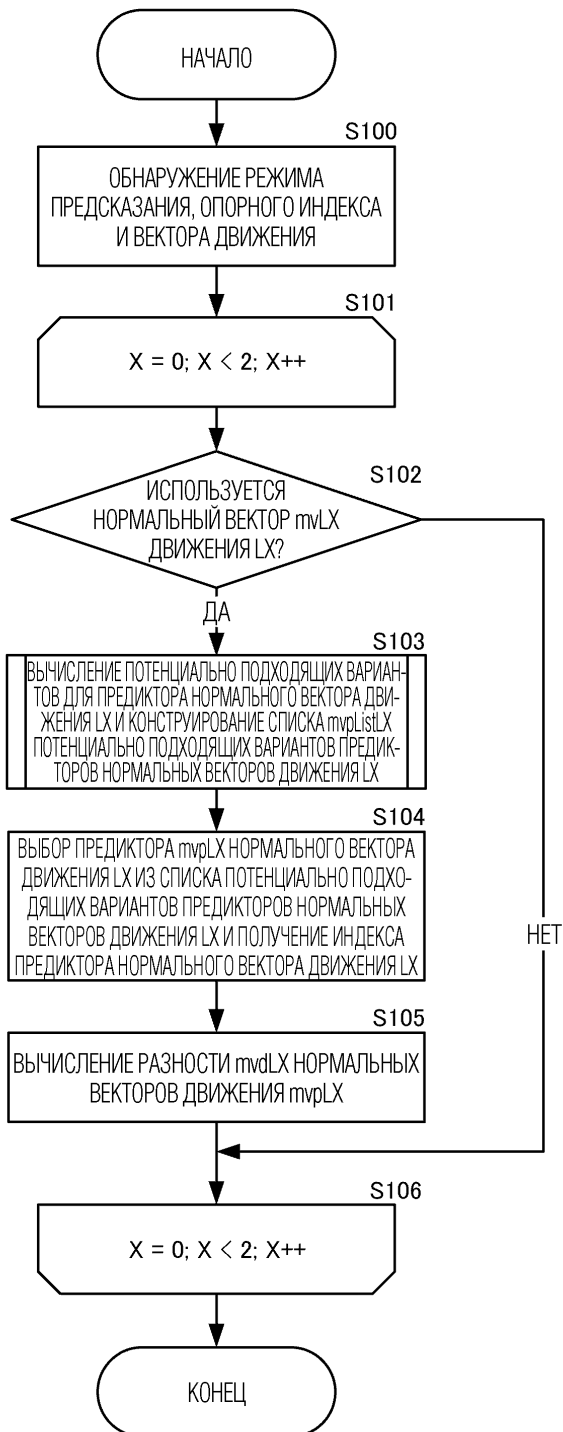 НАЧАЛО
S100
ОБНАРУЖЕНИЕ РЕЖИМА
ПРЕДСКАЗАНИЯ, ОПОРНОГО ИНДЕКСА
И ВЕКТОРА ДВИЖЕНИЯ
S101
X = 0; X < 2; X++
S102
ИСПОЛЬЗУЕТСЯ
НОРМАЛЬНЫЙ ВЕКТОР mvLX
ДВИЖЕНИЯ LX?
ДА
S103
ВЫЧИСЛЕНИЕ ПОТЕНЦИАЛЬНО ПОДХОДЯЩИХ ВАРИАН-
ТОВ ДЛЯ ПРЕДИКТОРА НОРМАЛЬНОГО ВЕКТОРА ДВИ-
ЖЕНИЯ LX И КОНСТРУИРОВАНИЕ СПИСКА mvpListLX
ПОТЕНЦИАЛЬНО ПОДХОДЯЩИХ ВАРИАНТОВ ПРЕДИК-
ТОРОВ НОРМАЛЬНЫХ ВЕКТОРОВ ДВИЖЕНИЯ LX
S104
ВЫБОР ПРЕДИКТОРА mvpLX НОРМАЛЬНОГО ВЕКТОРА
ДВИЖЕНИЯ LX ИЗ СПИСКА ПОТЕНЦИАЛЬНО ПОДХО-
ДЯЩИХ ВАРИАНТОВ ПРЕДИКТОРОВ НОРМАЛЬНЫХ
ВЕКТОРОВ ДВИЖЕНИЯ LX И ПОЛУЧЕНИЕ ИНДЕКСА
ПРЕДИКТОРА НОРМАЛЬНОГО ВЕКТОРА ДВИЖЕНИЯ LX
НЕТ
S105
ВЫЧИСЛЕНИЕ РАЗНОСТИ mvdLX НОРМАЛЬНЫХ
ВЕКТОРОВ ДВИЖЕНИЯ mvpLX
S106
X = 0; X < 2; X++
КОНЕЦ